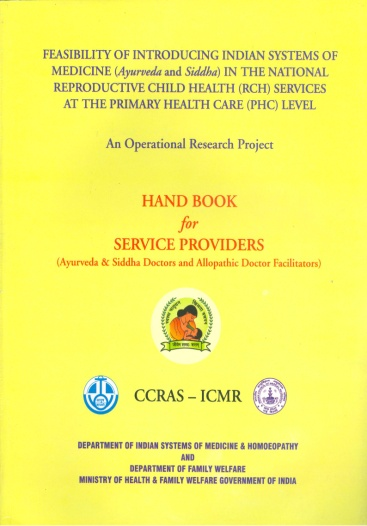 FEASIBILITY OF INTRODUCING INDIAN SYSTEMS OF
MEDICINE (Ayurveda and Siddha) IN THE NATIONAL
REPRODUCTIVE CHILD HEALTH (RCH) SERVICES
AT THE PRIMARY HEALTH CARE (PHC) LEVEL
An Operational Research Project
HAND BOOK
for
SERVICE PROVIDERS
(Ayurveda & Siddha Doctors and Allopathic Doctor Facilitators)
CCRAS – ICMR
DEPARTMENT OF INDIAN SYSTEMS OF MEDICINE & HOMOEOPATHY
AND
DEPARTMENT OF FAMILY WELFARE
MINISTRY OF HEALTH & FAMILY WELFARE GOVERNMENT OF INDIA